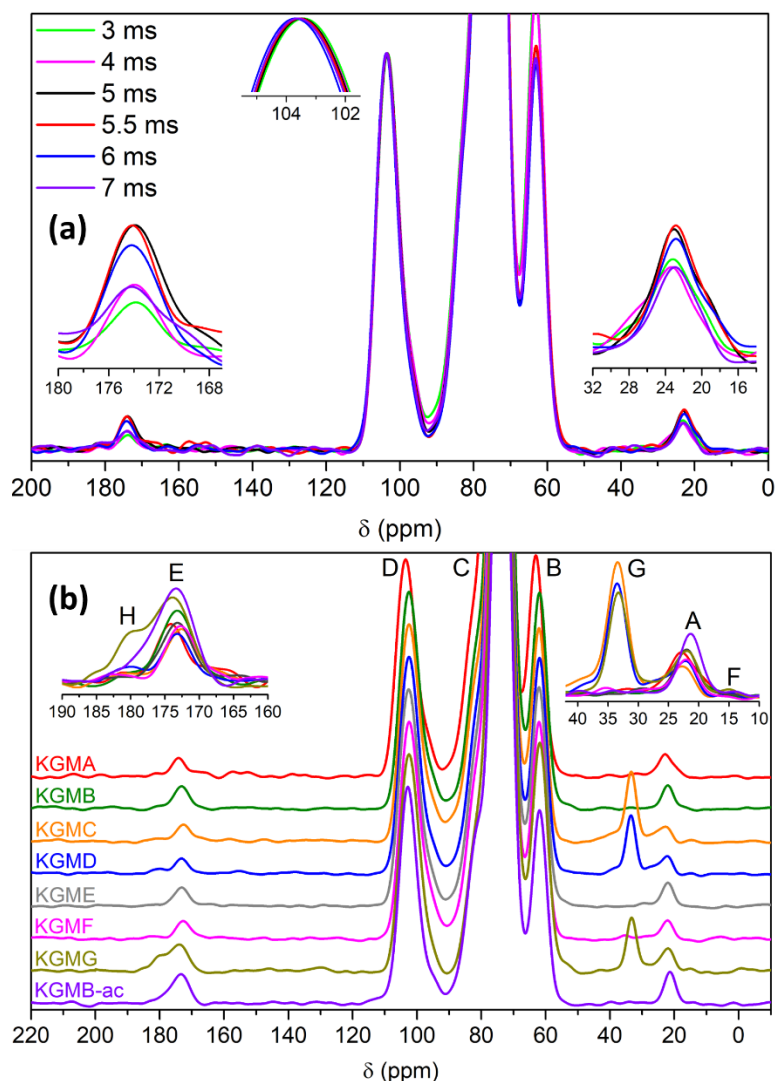 3 ms
4 ms
5 ms
5.5 ms
6 ms
7 ms
104 102
(a)
180 176 172 168
32 28 24 20 16
200 180 160 140 120 100 80 60 40 20 0
δ (ppm)
(b)
H E
D C B
G A F
190 185 180 175 170 165 160
40 35 30 25 20 15 10
KGMA
KGMB
KGMC
KGMD
KGME
KGMF
KGMG
KGMB-ac
220 200 180 160 140 120 100 80 60 40 20 0
δ (ppm)